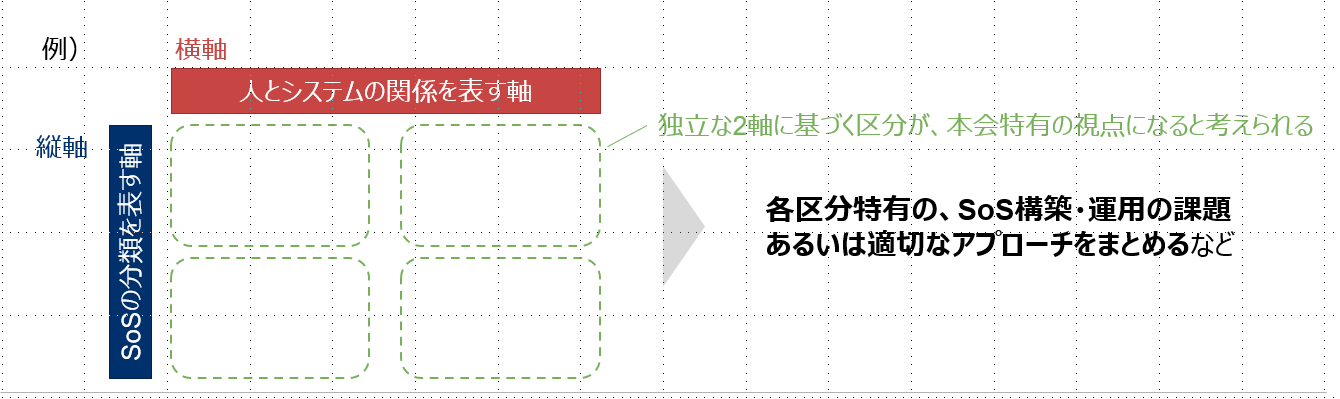 例）
横軸
人とシステムの関係を表す軸
独立な2軸に基づく区分が、本会特有の視点になると考えられる
縦軸
SoSの分類を表す軸
各区分特有の、SoS構築・運用の課題
あるいは適切なアプローチをまとめるなど